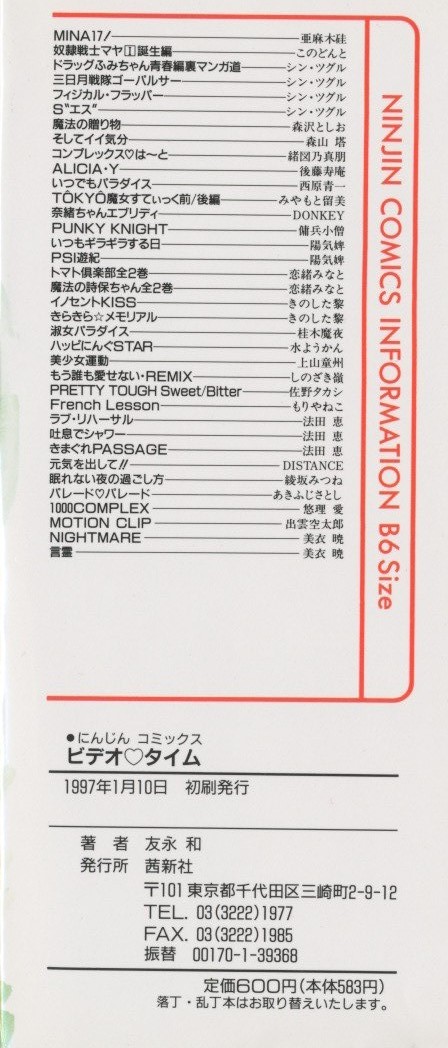 MINA17！ 亜麻木硅
奴隷戦士マヤ①誕生編 このどんと
ドラッグふみちゃん青春編裏マンガ道 シン・ツグル
三日月戦隊ゴーバルサー シン・ツグル
フィジカル・フラッパー シン・ツグル
S"エス" シン・ツグル
魔法の贈り物 森沢としお
そしてイイ気分 森山 塔
コンプレックス♡は〜と 緒図乃真朋
ALICIA・Y 後藤寿庵
いつでもパラダイス 西原青一
TŌKYŌ魔女すてぃっく前/後編 みやもと留美
奈緒ちゃんエブリディ DONKEY
PUNKY KNIGHT 傭兵小僧
いつもギラギラする日 陽気婢
PSI遊紀 陽気婢
トマト倶楽部全2巻 恋緒みなと
魔法の詩保ちゃん全2巻 恋緒みなと
イノセントKISS きのした黎
きらきら☆メモリアル きのした黎
淑女パラダイス 桂木魔夜
ハッピにんぐSTAR 水ようかん
美少女運動 上山童州
もう誰も愛せない・REMIX しのざき嶺
PRETTY TOUGH Sweet/Bitter 佐野タカシ
French Lesson もりやねこ
ラブ・リハーサル 法田 恵
吐息でシャワー 法田 恵
きまぐれPASSAGE 法田 恵
元気を出して!! DISTANCE
眠れない夜の過ごし方 綾坂みつね
パレード♡パレード あきふじさとし
1000COMPLEX 悠理 愛
MOTION CLIP 出雲空太郎
NIGHTMARE 美衣 暁
言霊 美衣 暁
NINJIN COMICS INFORMATION B6 Size
●にんじん コミックス
ビデオ♡タイム
1997年1月10日 初刷発行
著 者 友永 和
発行所 茜新社
〒101 東京都千代田区三崎町2-9-12
TEL. 03(3222)1977
FAX. 03(3222)1985
振替 00170-1-39368
定価600円(本体583円)
落丁・乱丁本はお取り替えいたします。